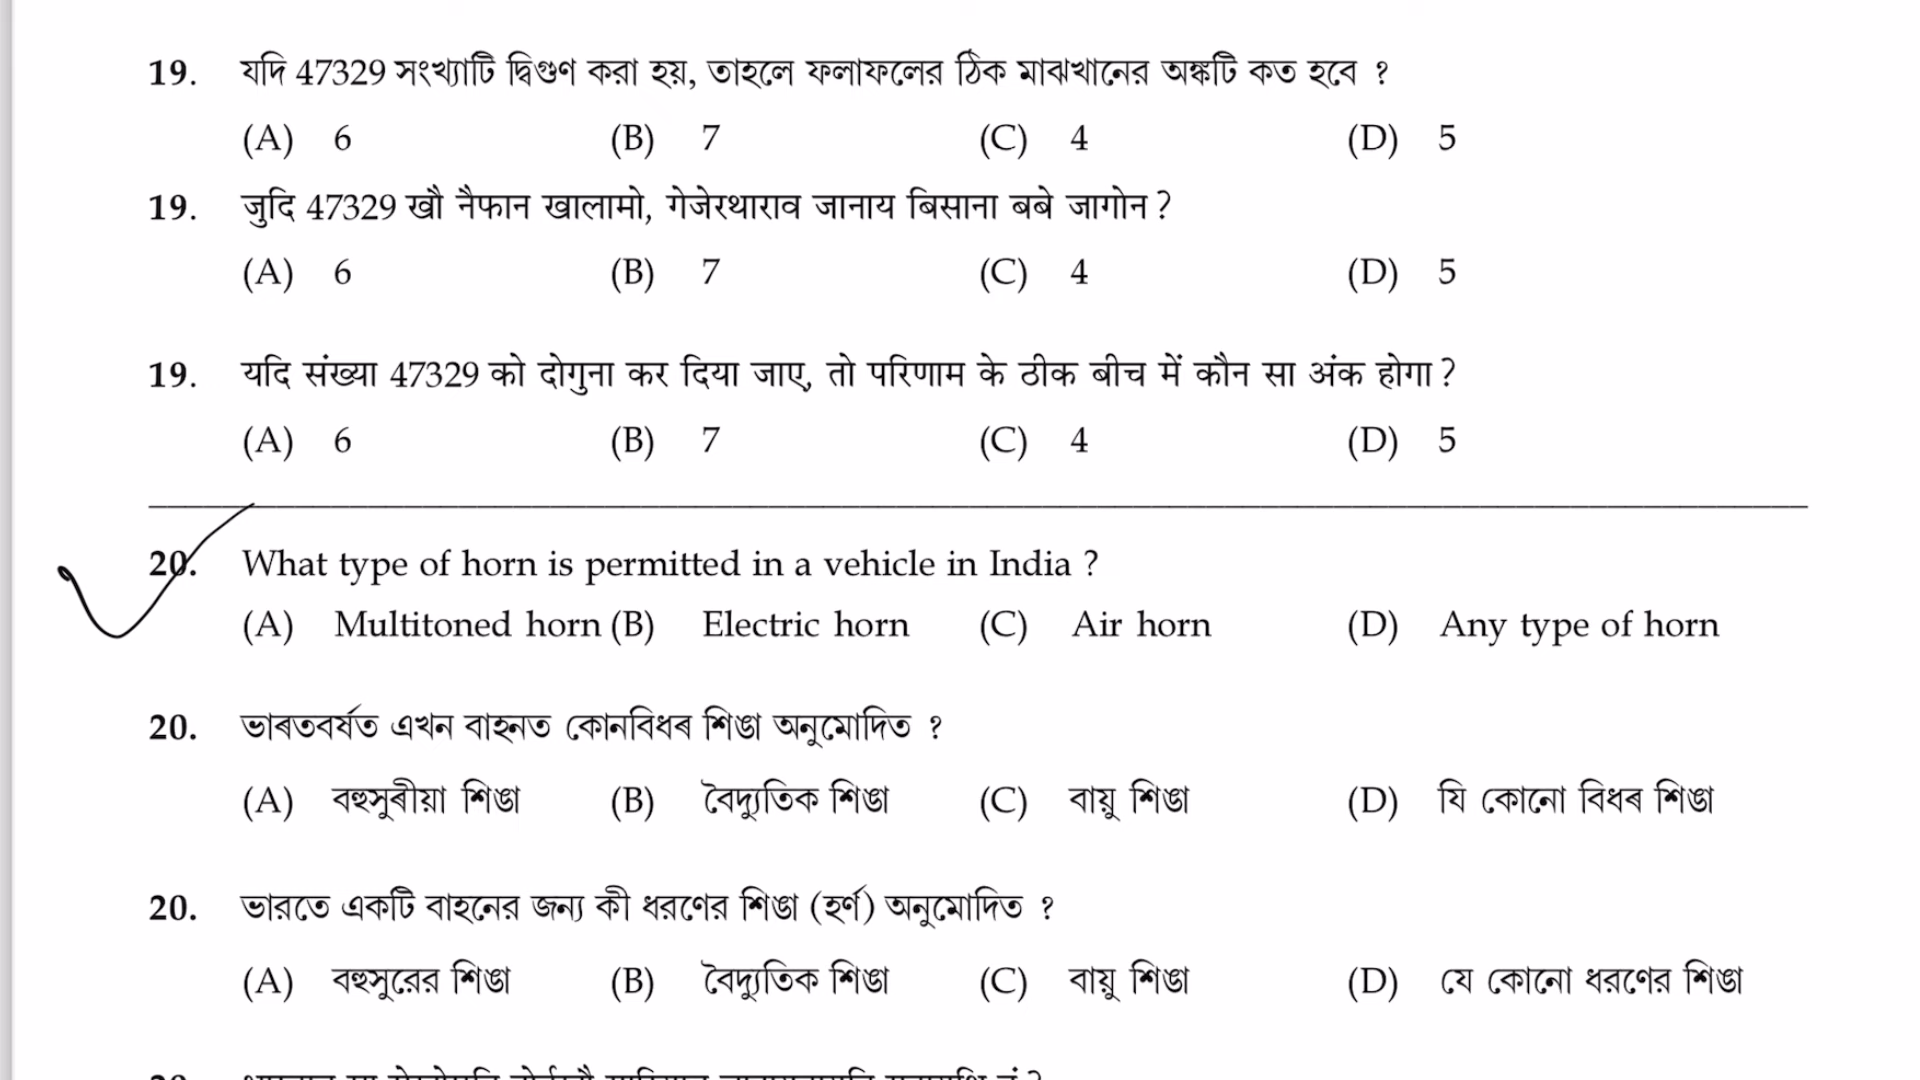 19. যদি 47329 সংখ্যাটি দ্বিগুণ করা হয়, তাহলে ফলাফলের ঠিক মাঝখানের অঙ্কটি কত হবে ?
(A) 6 (B) 7 (C) 4 (D) 5
19. जुदि 47329 खौ नैफान खालामो, गेजेरथाराव जानाय बिसाना बबे जागोन ?
(A) 6 (B) 7 (C) 4 (D) 5
19. यदि संख्या 47329 को दोगुना कर दिया जाए, तो परिणाम के ठीक बीच में कौन सा अंक होगा ?
(A) 6 (B) 7 (C) 4 (D) 5
20. What type of horn is permitted in a vehicle in India ?
(A) Multitoned horn (B) Electric horn (C) Air horn (D) Any type of horn
20. ভাৰতবৰ্ষত এখন বাহনত কোনবিধৰ শিঙা অনুমোদিত ?
(A) বহুসুৰীয়া শিঙা (B) বৈদ্যুতিক শিঙা (C) বায়ু শিঙা (D) যি কোনো বিধৰ শিঙা
20. ভারতে একটি বাহনের জন্য কী ধরণের শিঙা (হর্ণ) অনুমোদিত ?
(A) বহুসুরের শিঙা (B) বৈদ্যুতিক শিঙা (C) বায়ু শিঙা (D) যে কোনো ধরণের শিঙা